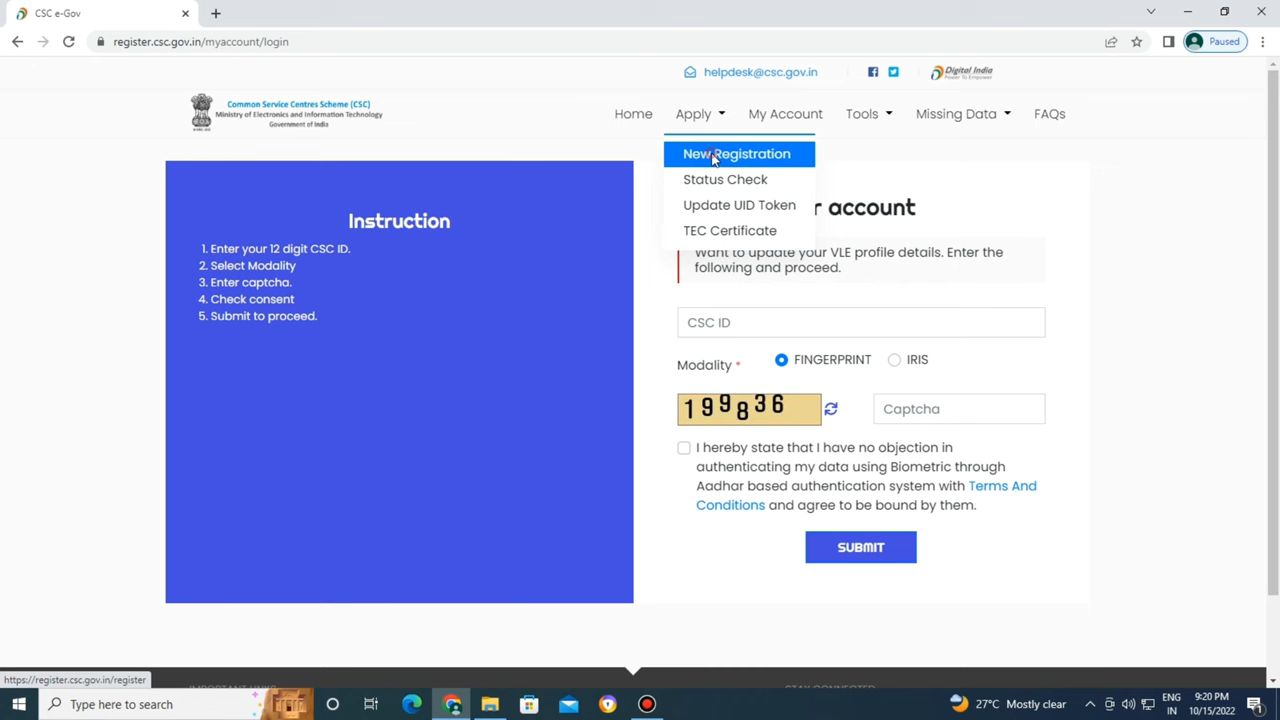 CSC e-Gov
register.csc.gov.in/myaccount/login
Paused
helpdesk@csc.gov.in
Digital India
Power To Empower
Common Service Centres Scheme (CSC)
Ministry of Electronics and Information Technology
Government of India
Home Apply My Account Tools Missing Data FAQs
New Registration
Status Check
Update UID Token
TEC Certificate
r account
Instruction
1. Enter your 12 digit CSC ID.
2. Select Modality
3. Enter captcha.
4. Check consent
5. Submit to proceed.
Want to update your VLE profile details. Enter the
following and proceed.
CSC ID
Modality * FINGERPRINT IRIS
199836 Captcha
I hereby state that I have no objection in
authenticating my data using Biometric through
Aadhar based authentication system with Terms And
Conditions and agree to be bound by them.
SUBMIT
https://register.csc.gov.in/register
IMPORTANT LINKS STAY CONNECTED
Type here to search
27°C Mostly clear
ENG
IN
9:20 PM
10/15/2022